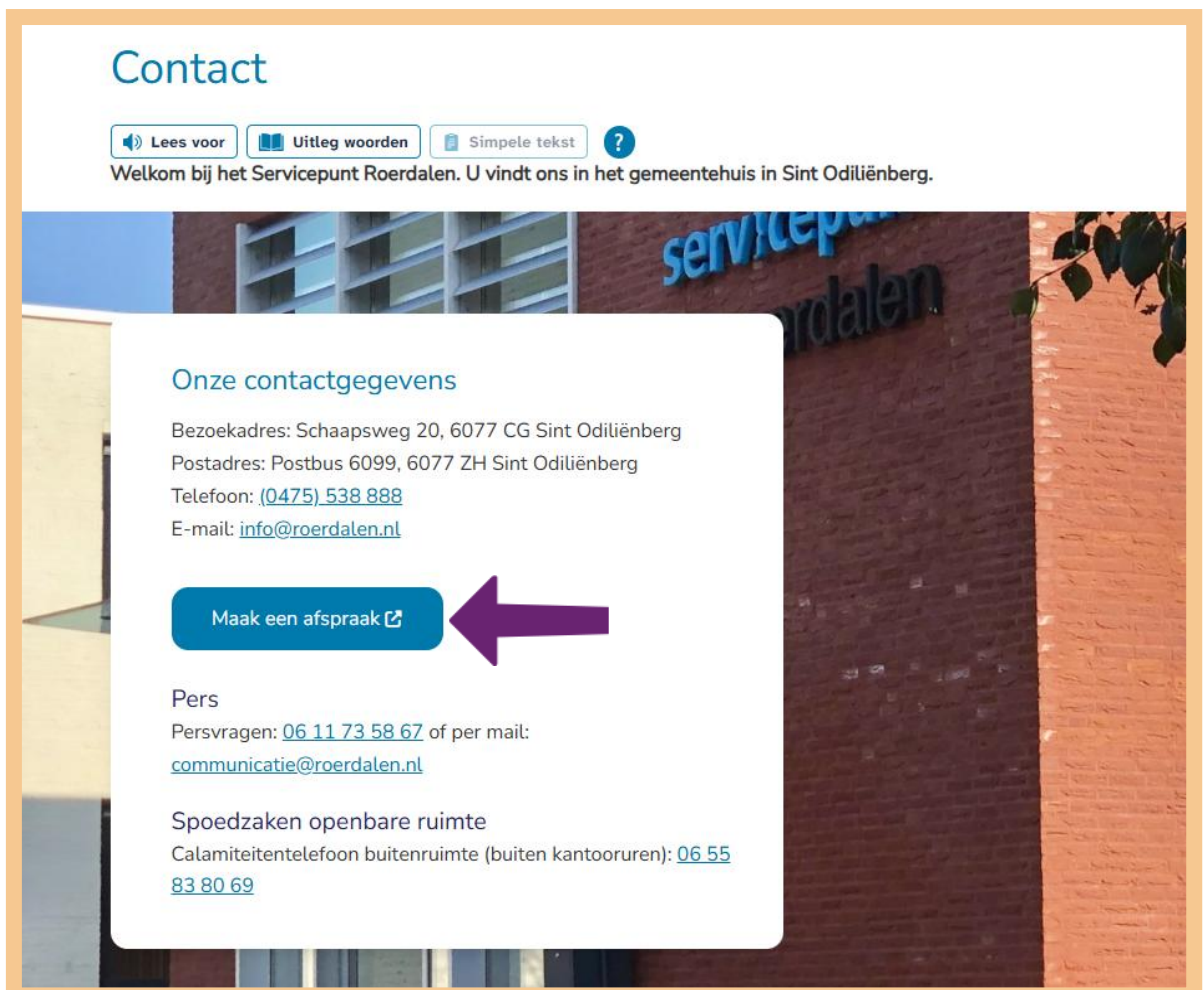 Contact
Lees voor
Uitleg woorden
Simpele tekst
?
Welkom bij het Servicepunt Roerdalen. U vindt ons in het gemeentehuis in Sint Odiliënberg.
Onze contactgegevens
Bezoekadres: Schaapsweg 20, 6077 CG Sint Odiliënberg
Postadres: Postbus 6099, 6077 ZH Sint Odiliënberg
Telefoon: (0475) 538 888
E-mail: info@roerdalen.nl
Maak een afspraak
Pers
Persvragen: 06 11 73 58 67 of per mail:
communicatie@roerdalen.nl
Spoedzaken openbare ruimte
Calamiteitentelefoon buitenruimte (buiten kantooruren): 06 55
83 80 69